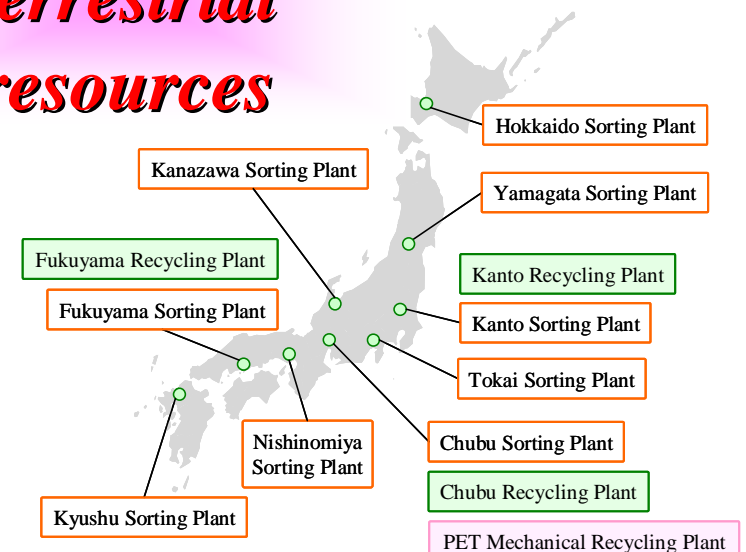 errestrial
resources
Hokkaido Sorting Plant
Kanazawa Sorting Plant
Yamagata Sorting Plant
Fukuyama Recycling Plant
Kanto Recycling Plant
Fukuyama Sorting Plant
Kanto Sorting Plant
Tokai Sorting Plant
Nishinomiya
Sorting Plant
Chubu Sorting Plant
Chubu Recycling Plant
Kyushu Sorting Plant
PET Mechanical Recycling Plant